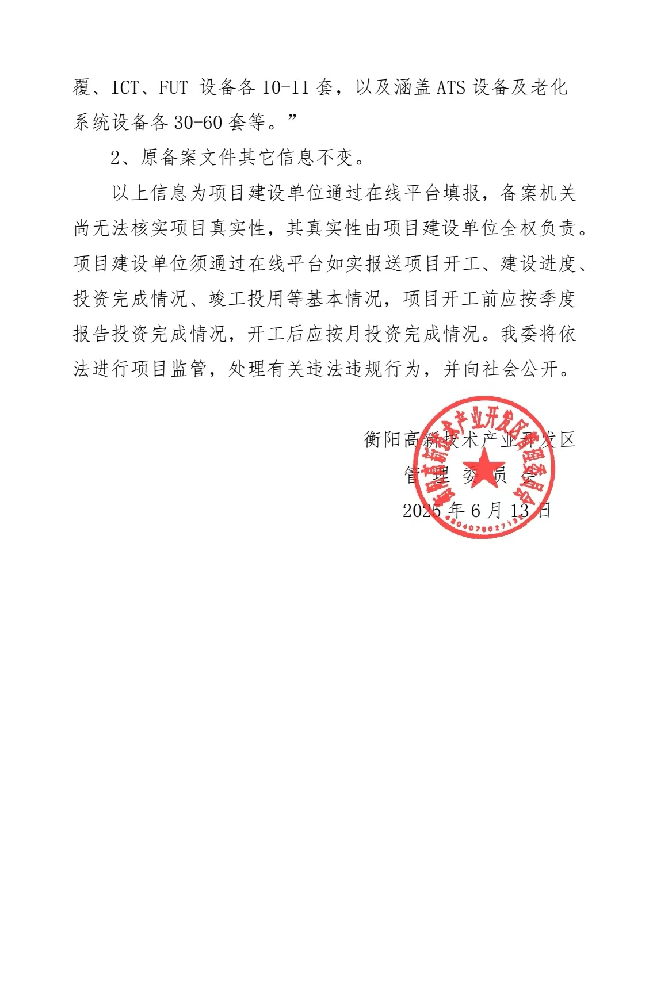 覆、ICT、FUT 设备各 10-11 套，以及涵盖 ATS 设备及老化
系统设备各 30-60 套等。”
2、原备案文件其它信息不变。
以上信息为项目建设单位通过在线平台填报，备案机关
尚无法核实项目真实性，其真实性由项目建设单位全权负责。
项目建设单位须通过在线平台如实报送项目开工、建设进度、
投资完成情况、竣工投用等基本情况，项目开工前应按季度
报告投资完成情况，开工后应按月投资完成情况。我委将依
法进行项目监管，处理有关违法违规行为，并向社会公开。
衡阳高新技术产业开发区
管 理 委 员 会
2025 年 6 月 13 日
衡阳高新技术产业开发区管理委员会